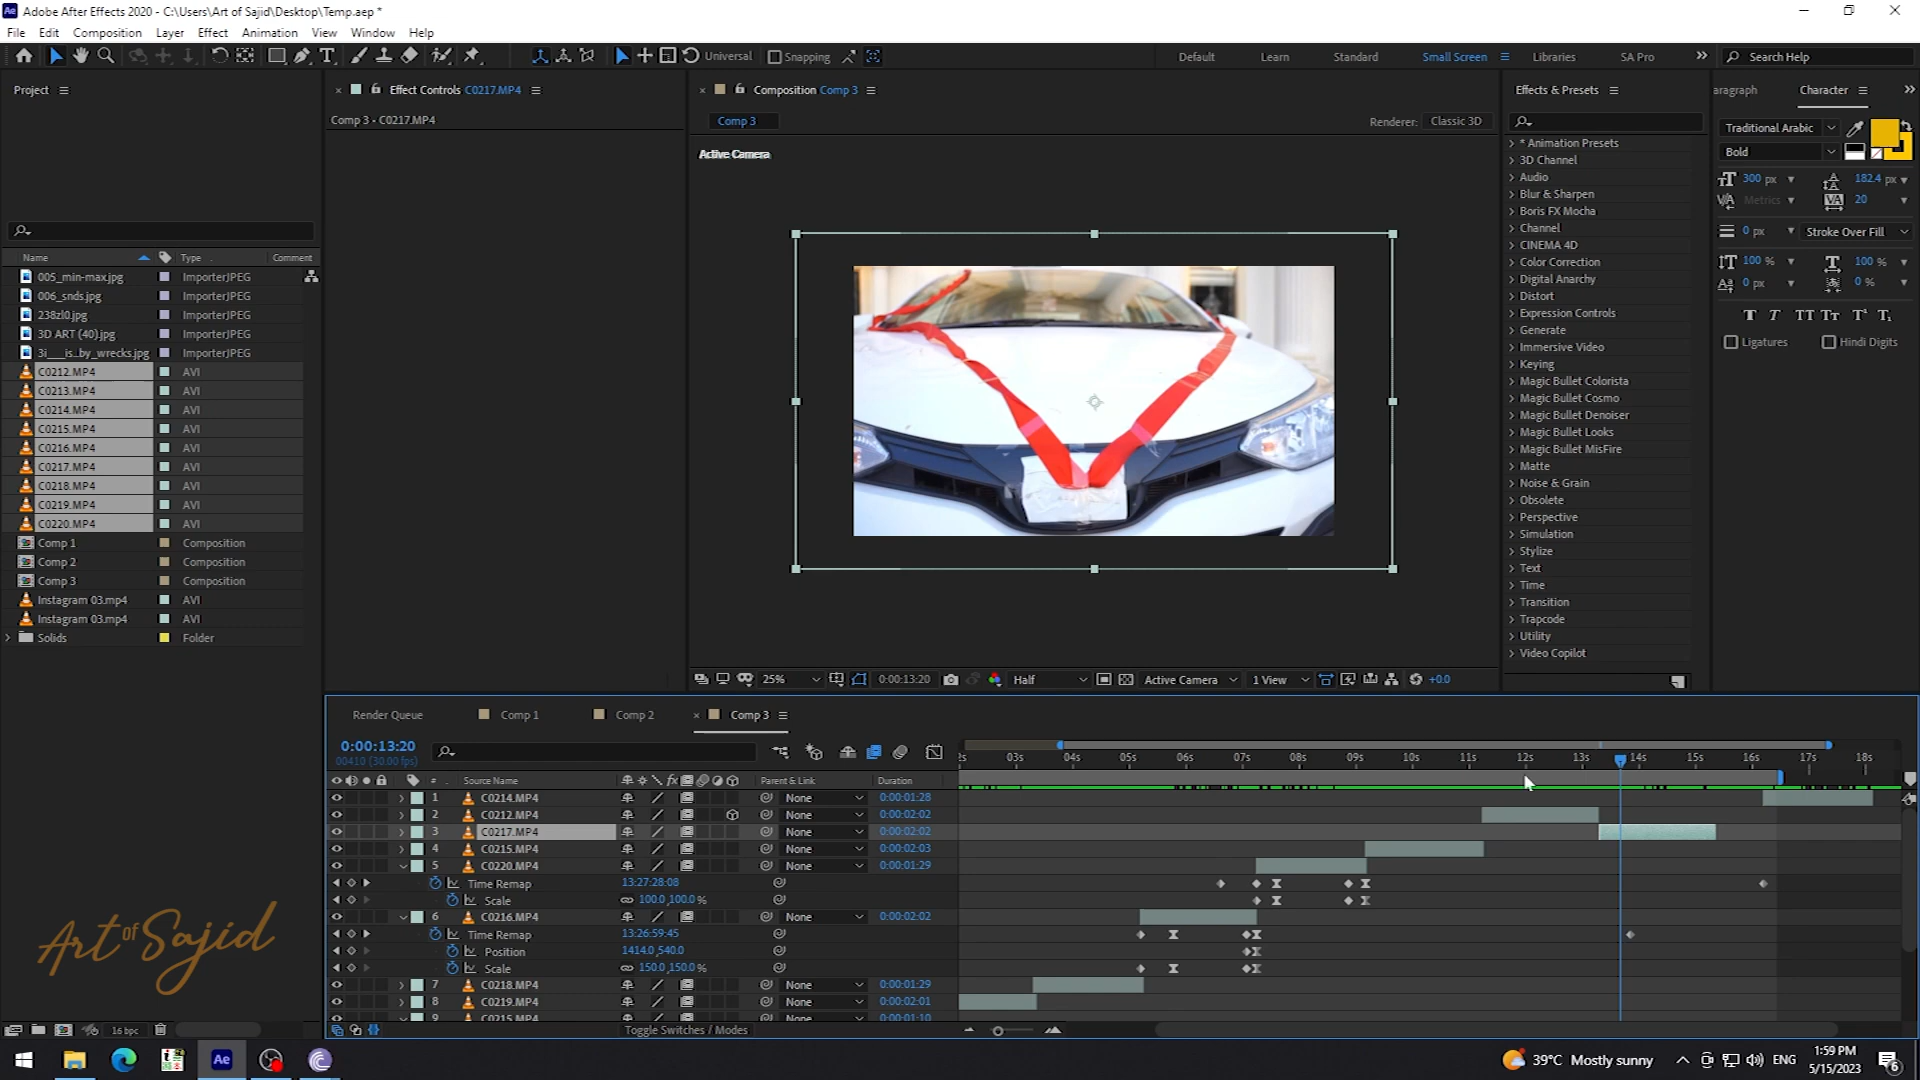 Adobe After Effects 2020 - C:\Users\Art of Sajid\Desktop\Temp.aep *
File Edit Composition Layer Effect Animation View Window Help
Universal Snapping Default Learn Standard Small Screen Libraries SA Pro Search Help
Project
Effect Controls C0217.MP4
Comp 3 - C0217.MP4
Name Type Comment
005_min-max.jpg ImporterJPEG
006_snds.jpg ImporterJPEG
238zl0.jpg ImporterJPEG
3D ART (40).jpg ImporterJPEG
3i___is..by_wrecks.jpg ImporterJPEG
C0212.MP4 AVI
C0213.MP4 AVI
C0214.MP4 AVI
C0215.MP4 AVI
C0216.MP4 AVI
C0217.MP4 AVI
C0218.MP4 AVI
C0219.MP4 AVI
C0220.MP4 AVI
Comp 1 Composition
Comp 2 Composition
Comp 3 Composition
Instagram 03.mp4 AVI
Instagram 03.mp4 AVI
Solids Folder
Art of Sajid
16 bpc
Composition Comp 3
Comp 3
Renderer: Classic 3D
Active Camera
25% 0:00:13:20 Half Active Camera 1 View +0.0
Effects & Presets
* Animation Presets
3D Channel
Audio
Blur & Sharpen
Boris FX Mocha
Channel
CINEMA 4D
Color Correction
Digital Anarchy
Distort
Expression Controls
Generate
Immersive Video
Keying
Magic Bullet Colorista
Magic Bullet Cosmo
Magic Bullet Denoiser
Magic Bullet Looks
Magic Bullet MisFire
Matte
Noise & Grain
Obsolete
Perspective
Simulation
Stylize
Text
Time
Transition
Trapcode
Utility
Video Copilot
aragraph Character
Traditional Arabic
Bold
300 px 182.4 px
Metrics 20
0 px Stroke Over Fill
100 % 100 %
0 px 0 %
T T TT Tt T¹ T₁
Ligatures Hindi Digits
Render Queue Comp 1 Comp 2 Comp 3
0:00:13:20
00410 (30.00 fps)
2s 03s 04s 05s 06s 07s 08s 09s 10s 11s 12s 13s 14s 15s 16s 17s 18s
# Source Name fx Parent & Link Duration
1 C0214.MP4 None 0:00:01:28
2 C0212.MP4 None 0:00:02:02
3 C0217.MP4 None 0:00:02:02
4 C0215.MP4 None 0:00:02:03
5 C0220.MP4 None 0:00:01:29
Time Remap 13:27:28:08
Scale 100.0,100.0%
6 C0216.MP4 None 0:00:02:02
Time Remap 13:26:59:45
Position 1414.0,540.0
Scale 150.0,150.0%
7 C0218.MP4 None 0:00:01:29
8 C0219.MP4 None 0:00:02:01
9 C0215.MP4 None 0:00:01:10
Toggle Switches / Modes
Ae 39°C Mostly sunny ENG 1:59 PM
5/15/2023 6